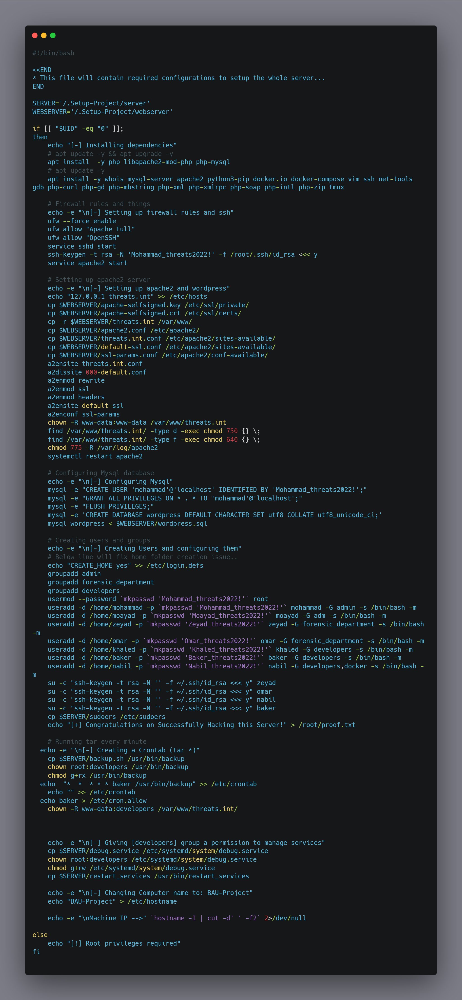 #!/bin/bash

<<END
* This file will contain required configurations to setup the whole server...
END

SERVER='/.Setup-Project/server'
WEBSERVER='/.Setup-Project/webserver'

if [[ "$UID" -eq "0" ]];
then
    echo "[-] Installing dependencies"
    # apt update -y && apt upgrade -y
    apt install  -y php libapache2-mod-php php-mysql
    # apt update -y
    apt install -y whois mysql-server apache2 python3-pip docker.io docker-compose vim ssh net-tools
gdb php-curl php-gd php-mbstring php-xml php-xmlrpc php-soap php-intl php-zip tmux

    # Firewall rules and things
    echo -e "\n[-] Setting up firewall rules and ssh"
    ufw --force enable
    ufw allow "Apache Full"
    ufw allow "OpenSSH"
    service sshd start
    ssh-keygen -t rsa -N 'Mohammad_threats2022!' -f /root/.ssh/id_rsa <<< y
    service apache2 start

    # Setting up apache2 server
    echo -e "\n[-] Setting up apache2 and wordpress"
    echo "127.0.0.1 threats.int" >> /etc/hosts
    cp $WEBSERVER/apache-selfsigned.key /etc/ssl/private/
    cp $WEBSERVER/apache-selfsigned.crt /etc/ssl/certs/
    cp -r $WEBSERVER/threats.int /var/www/
    cp $WEBSERVER/apache2.conf /etc/apache2/
    cp $WEBSERVER/threats.int.conf /etc/apache2/sites-available/
    cp $WEBSERVER/default-ssl.conf /etc/apache2/sites-available/
    cp $WEBSERVER/ssl-params.conf /etc/apache2/conf-available/
    a2ensite threats.int.conf
    a2dissite 000-default.conf
    a2enmod rewrite
    a2enmod ssl
    a2enmod headers
    a2ensite default-ssl
    a2enconf ssl-params
    chown -R www-data:www-data /var/www/threats.int
    find /var/www/threats.int/ -type d -exec chmod 750 {} \;
    find /var/www/threats.int/ -type f -exec chmod 640 {} \;
    chmod 775 -R /var/log/apache2
    systemctl restart apache2

    # Configuring Mysql database
    echo -e "\n[-] Configuring Mysql"
    mysql -e "CREATE USER 'mohammad'@'localhost' IDENTIFIED BY 'Mohammad_threats2022!';"
    mysql -e "GRANT ALL PRIVILEGES ON * . * TO 'mohammad'@'localhost';"
    mysql -e "FLUSH PRIVILEGES;"
    mysql -e 'CREATE DATABASE wordpress DEFAULT CHARACTER SET utf8 COLLATE utf8_unicode_ci;'
    mysql wordpress < $WEBSERVER/wordpress.sql

    # Creating users and groups
    echo -e "\n[-] Creating Users and configuring them"
    # Below line will fix home folder creation issue..
    echo "CREATE_HOME yes" >> /etc/login.defs
    groupadd admin
    groupadd forensic_department
    groupadd developers
    usermod --password `mkpasswd 'Mohammad_threats2022!'` root
    useradd -d /home/mohammad -p `mkpasswd 'Mohammad_threats2022!'` mohammad -G admin -s /bin/bash -m
    useradd -d /home/moayad -p `mkpasswd 'Moayad_threats2022!'` moayad -G adm -s /bin/bash -m
    useradd -d /home/zeyad -p `mkpasswd 'Zeyad_threats2022!'` zeyad -G forensic_department -s /bin/bash
-m
    useradd -d /home/omar -p `mkpasswd 'Omar_threats2022!'` omar -G forensic_department -s /bin/bash -m
    useradd -d /home/khaled -p `mkpasswd 'Khaled_threats2022!'` khaled -G developers -s /bin/bash -m
    useradd -d /home/baker -p `mkpasswd 'Baker_threats2022!'` baker -G developers -s /bin/bash -m
    useradd -d /home/nabil -p `mkpasswd 'Nabil_threats2022!'` nabil -G developers,docker -s /bin/bash -
m
    su -c "ssh-keygen -t rsa -N '' -f ~/.ssh/id_rsa <<< y" zeyad
    su -c "ssh-keygen -t rsa -N '' -f ~/.ssh/id_rsa <<< y" omar
    su -c "ssh-keygen -t rsa -N '' -f ~/.ssh/id_rsa <<< y" nabil
    su -c "ssh-keygen -t rsa -N '' -f ~/.ssh/id_rsa <<< y" baker
    cp $SERVER/sudoers /etc/sudoers
    echo "[+] Congratulations on Successfully Hacking this Server!" > /root/proof.txt

    # Running tar every minute
  echo -e "\n[-] Creating a Crontab (tar *)"
    cp $SERVER/backup.sh /usr/bin/backup
    chown root:developers /usr/bin/backup
    chmod g+rx /usr/bin/backup
  echo  "*  *  * * * baker /usr/bin/backup" >> /etc/crontab
    echo "" >> /etc/crontab
  echo baker > /etc/cron.allow
    chown -R www-data:developers /var/www/threats.int/

    echo -e "\n[-] Giving [developers] group a permission to manage services"
    cp $SERVER/debug.service /etc/systemd/system/debug.service
    chown root:developers /etc/systemd/system/debug.service
    chmod g+rw /etc/systemd/system/debug.service
    cp $SERVER/restart_services /usr/bin/restart_services

    echo -e "\n[-] Changing Computer name to: BAU-Project"
    echo "BAU-Project" > /etc/hostname

    echo -e "\nMachine IP -->" `hostname -I | cut -d' ' -f2` 2>/dev/null

else
    echo "[!] Root privileges required"
fi